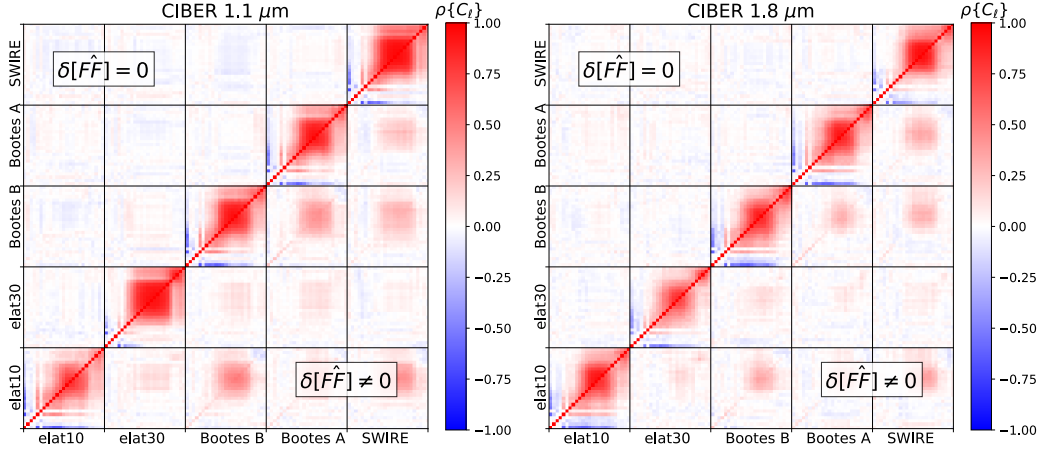 CIBER 1.1 μm
ρ{Cℓ}
SWIRE
Bootes A
Bootes B
elat30
elat10
δ[F̂F] = 0
δ[F̂F] ≠ 0
elat10 elat30 Bootes B Bootes A SWIRE
1.00
0.75
0.50
0.25
0.00
−0.25
−0.50
−0.75
−1.00
CIBER 1.8 μm
ρ{Cℓ}
SWIRE
Bootes A
Bootes B
elat30
elat10
δ[F̂F] = 0
δ[F̂F] ≠ 0
elat10 elat30 Bootes B Bootes A SWIRE
1.00
0.75
0.50
0.25
0.00
−0.25
−0.50
−0.75
−1.00